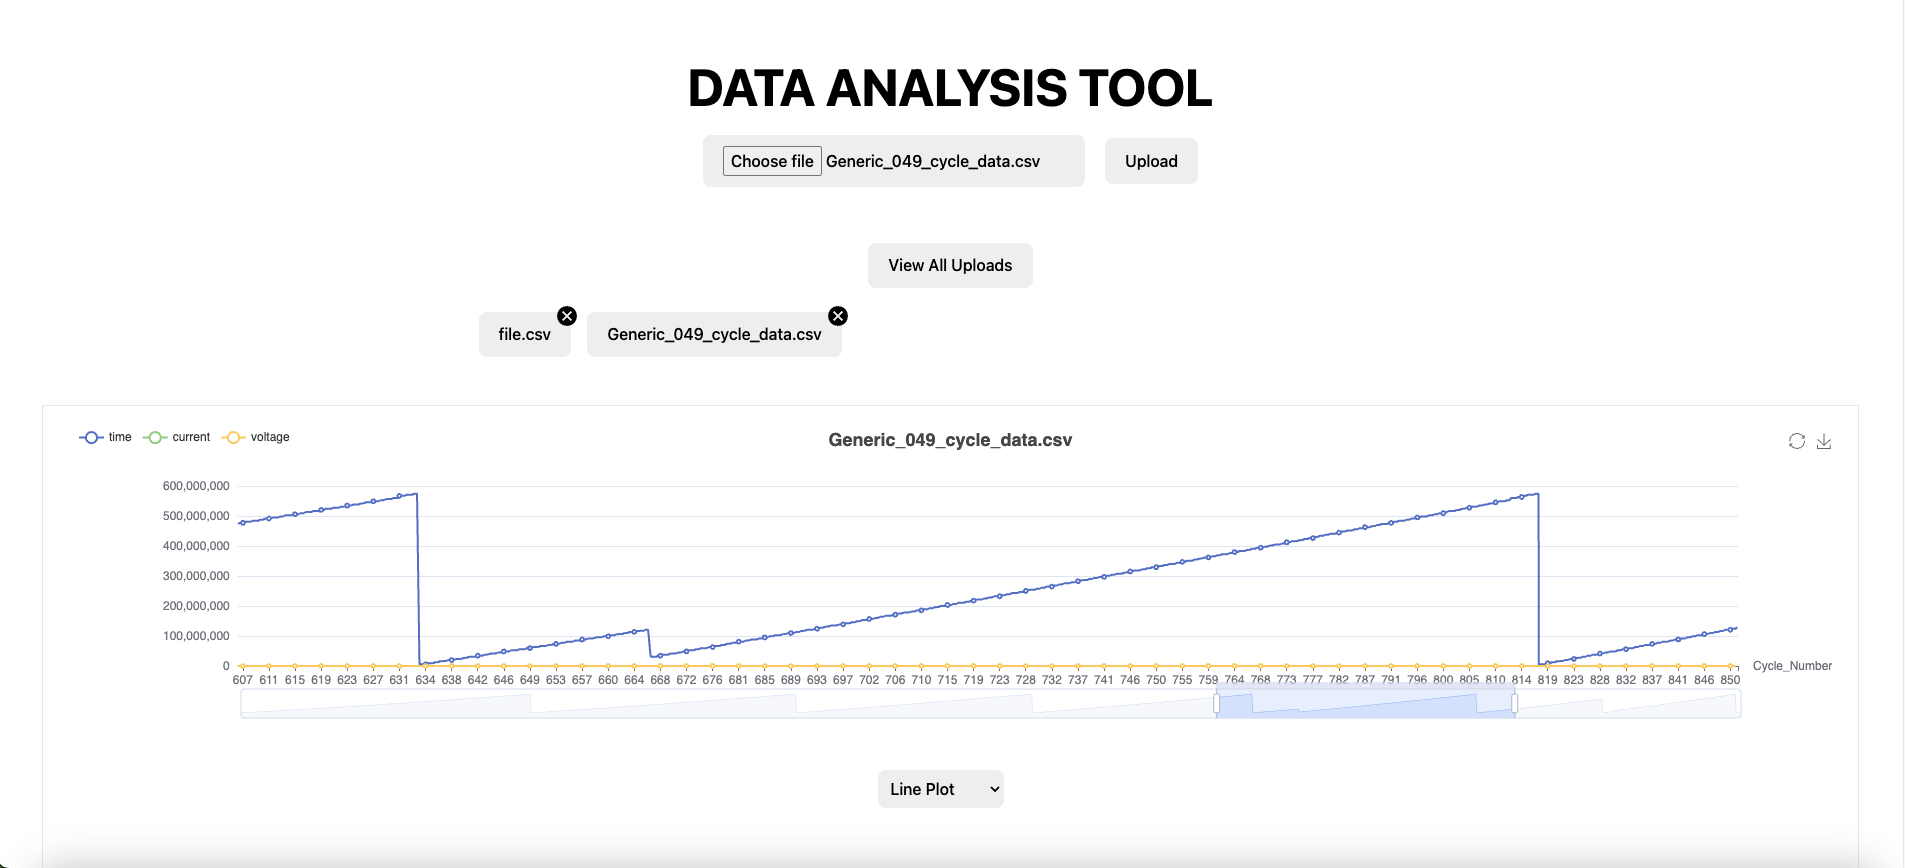 DATA ANALYSIS TOOL
Choose file Generic_049_cycle_data.csv Upload
View All Uploads
file.csv Generic_049_cycle_data.csv
time current voltage
Generic_049_cycle_data.csv
600,000,000
500,000,000
400,000,000
300,000,000
200,000,000
100,000,000
0
Cycle_Number
607 611 615 619 623 627 631 634 638 642 646 649 653 657 660 664 668 672 676 681 685 689 693 697 702 706 710 715 719 723 728 732 737 741 746 750 755 759 764 768 773 777 782 787 791 796 800 805 810 814 819 823 828 832 837 841 846 850
Line Plot